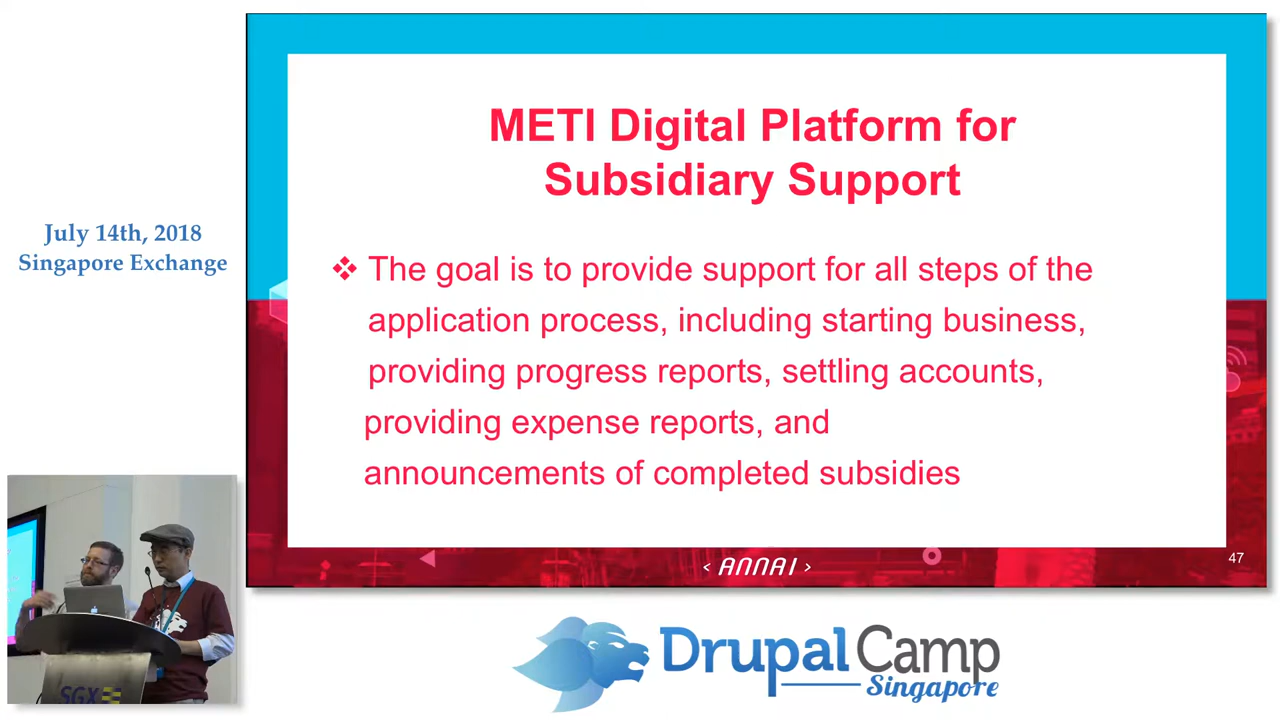 July 14th, 2018
Singapore Exchange
METI Digital Platform for
Subsidiary Support
❖ The goal is to provide support for all steps of the
application process, including starting business,
providing progress reports, settling accounts,
providing expense reports, and
announcements of completed subsidies
‹ ANNAI ›
47
SGX
DrupalCamp
Singapore